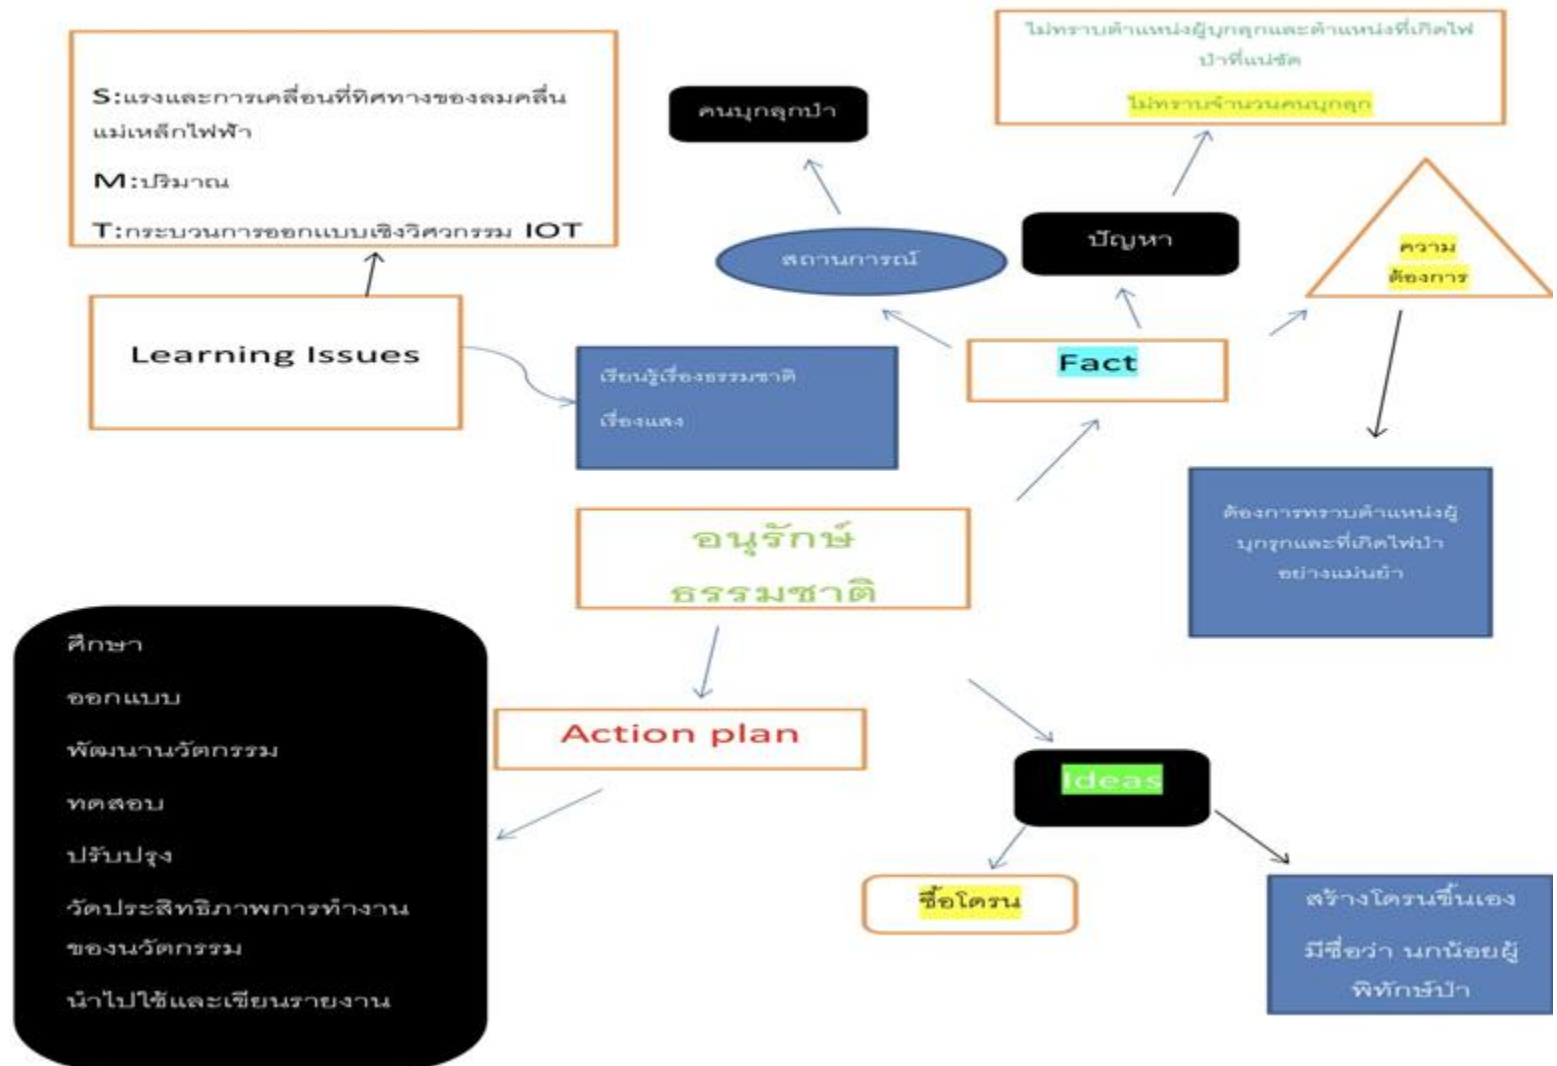 S:แรงและการเคลื่อนที่ทิศทางของลมคลื่น
แม่เหล็กไฟฟ้า
M:ปริมาณ
T:กระบวนการออกแบบเชิงวิศวกรรม IOT
คนบุกลุกป่า
ไม่ทราบตำแหน่งผู้บุกลุกและตำแหน่งที่เกิดไฟ
ป่าที่แน่ชัด
ไม่ทราบจำนวนคนบุกลุก
สถานการณ์
ปัญหา
ความ
ต้องการ
Learning Issues
เรียนรู้เรื่องธรรมชาติ
เรื่องแสง
Fact
ต้องการทราบตำแหน่งผู้
บุกรุกและที่เกิดไฟป่า
อย่างแม่นยำ
อนุรักษ์
ธรรมชาติ
ศึกษา
ออกแบบ
พัฒนานวัตกรรม
ทดสอบ
ปรับปรุง
วัดประสิทธิภาพการทำงาน
ของนวัตกรรม
นำไปใช้และเขียนรายงาน
Action plan
Ideas
ซื้อโดรน
สร้างโดรนขึ้นเอง
มีชื่อว่า นกน้อยผู้
พิทักษ์ป่า